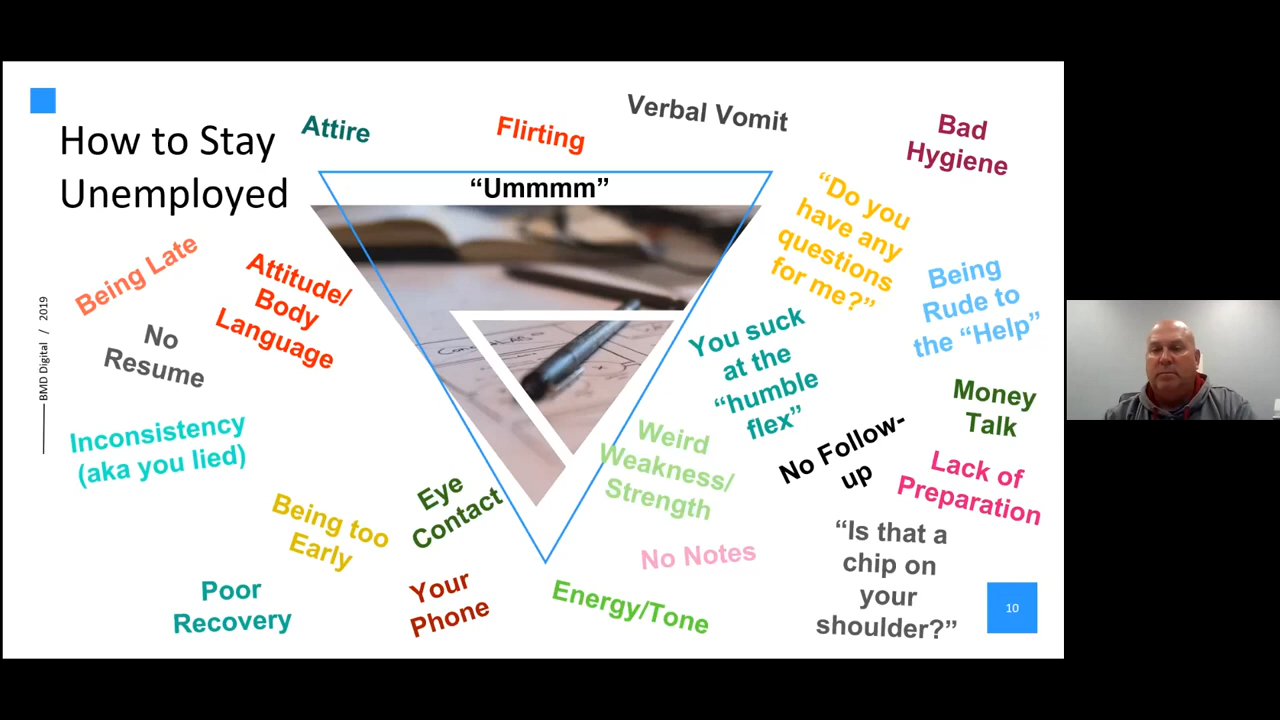 How to Stay
Unemployed
Attire
Flirting
Verbal Vomit
Bad
Hygiene
“Ummmm”
“Do you
have any
questions
for me?”
Being Late
Attitude/
Body
Language
Being
Rude to
the “Help”
BMD Digital / 2019
No
Resume
You suck
at the
“humble
flex”
Money
Talk
Inconsistency
(aka you lied)
Weird
Weakness/
Strength
No Follow-
up
Lack of
Preparation
Eye
Contact
Being too
Early
No Notes
“Is that a
chip on
your
shoulder?”
Poor
Recovery
Your
Phone
Energy/Tone
10